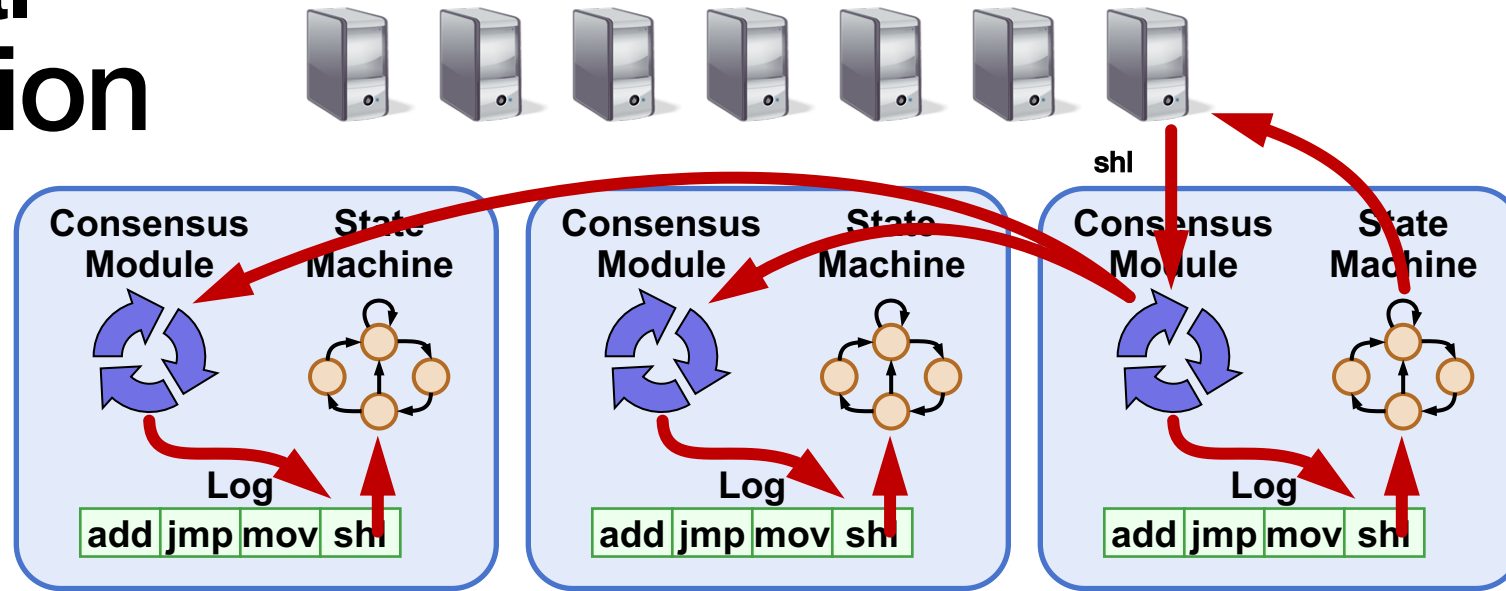 ion
shl
Consensus Module
State Machine
Consensus Module
State Machine
Consensus Module
State Machine
Log
Log
Log
add jmp mov shl
add jmp mov shl
add jmp mov shl